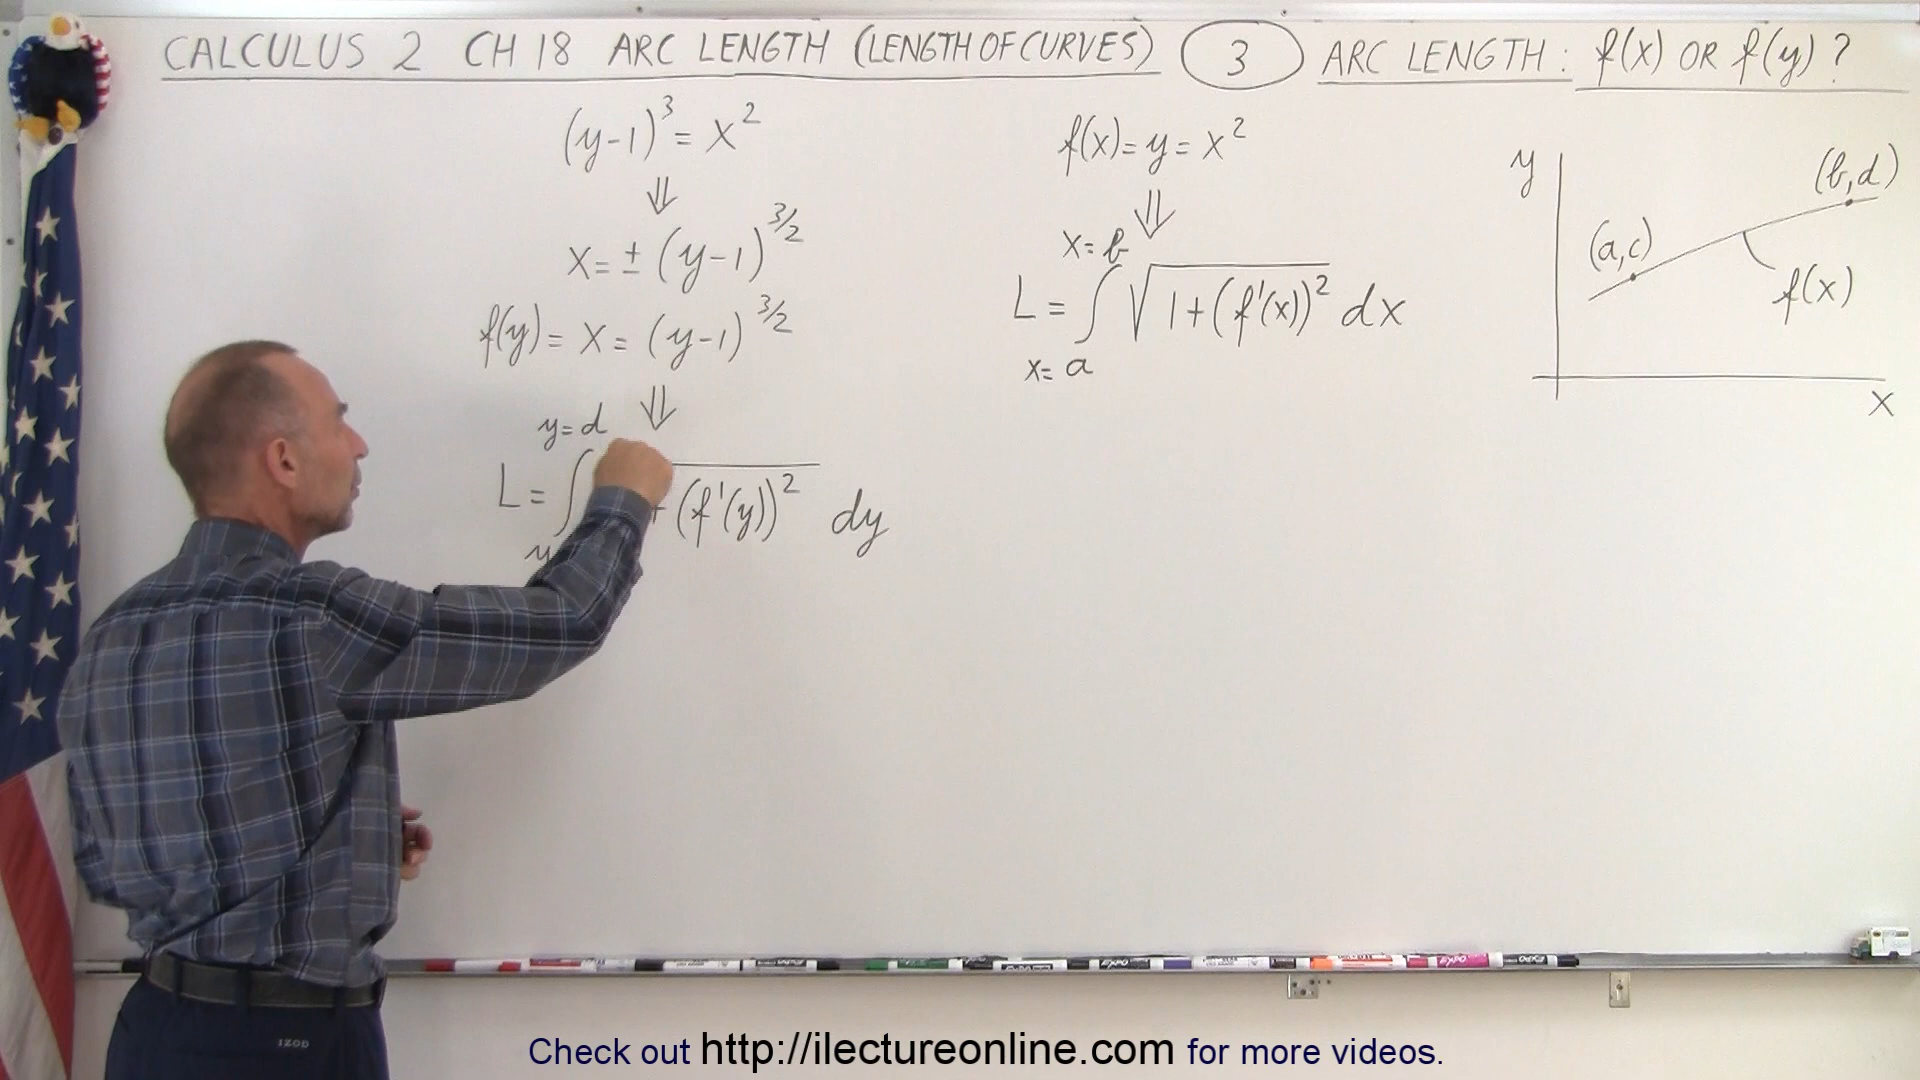 CALCULUS 2 CH 18 ARC LENGTH (LENGTH OF CURVES) 3 ARC LENGTH: f(x) OR f(y)?
(y-1)³ = x²
⇓
x = ± (y-1)^3/2
f(y) = x = (y-1)^3/2
⇓
y=d
L = ∫ + (f'(y))² dy
y
f(x) = y = x²
⇓
x=b
L = ∫ √1+(f'(x))² dx
x=a
y
(b,d)
(a,c)
f(x)
x
IZOD
Check out http://ilectureonline.com for more videos.